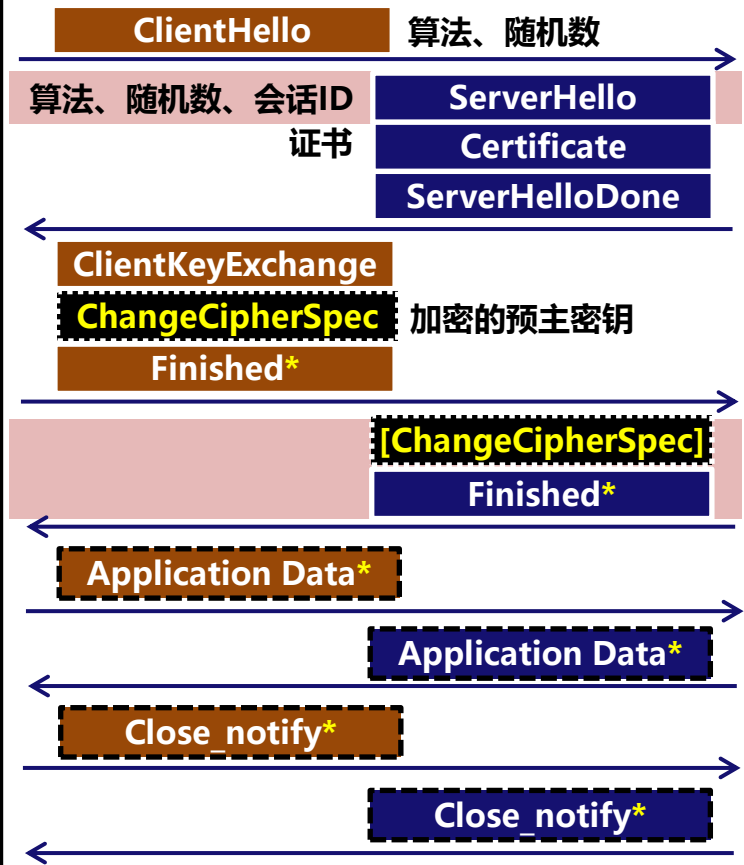 ClientHello 算法、随机数
算法、随机数、会话ID ServerHello
证书 Certificate
ServerHelloDone
ClientKeyExchange
ChangeCipherSpec 加密的预主密钥
Finished*
[ChangeCipherSpec]
Finished*
Application Data*
Application Data*
Close_notify*
Close_notify*